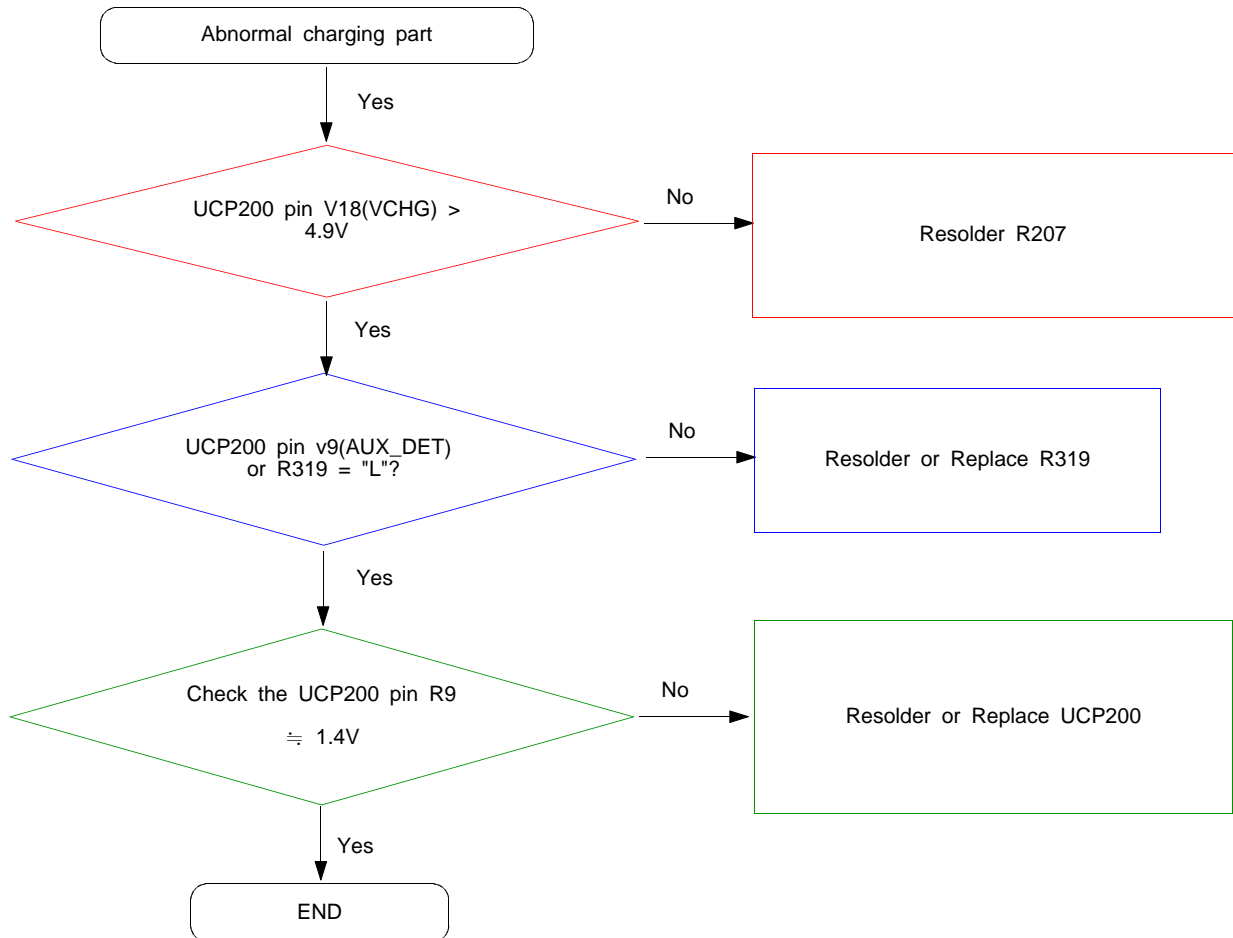 Abnormal charging part
Yes
UCP200 pin V18(VCHG) >
4.9V
No
Resolder R207
Yes
UCP200 pin v9(AUX_DET)
or R319 = "L"?
No
Resolder or Replace R319
Yes
Check the UCP200 pin R9
≒ 1.4V
No
Resolder or Replace UCP200
Yes
END